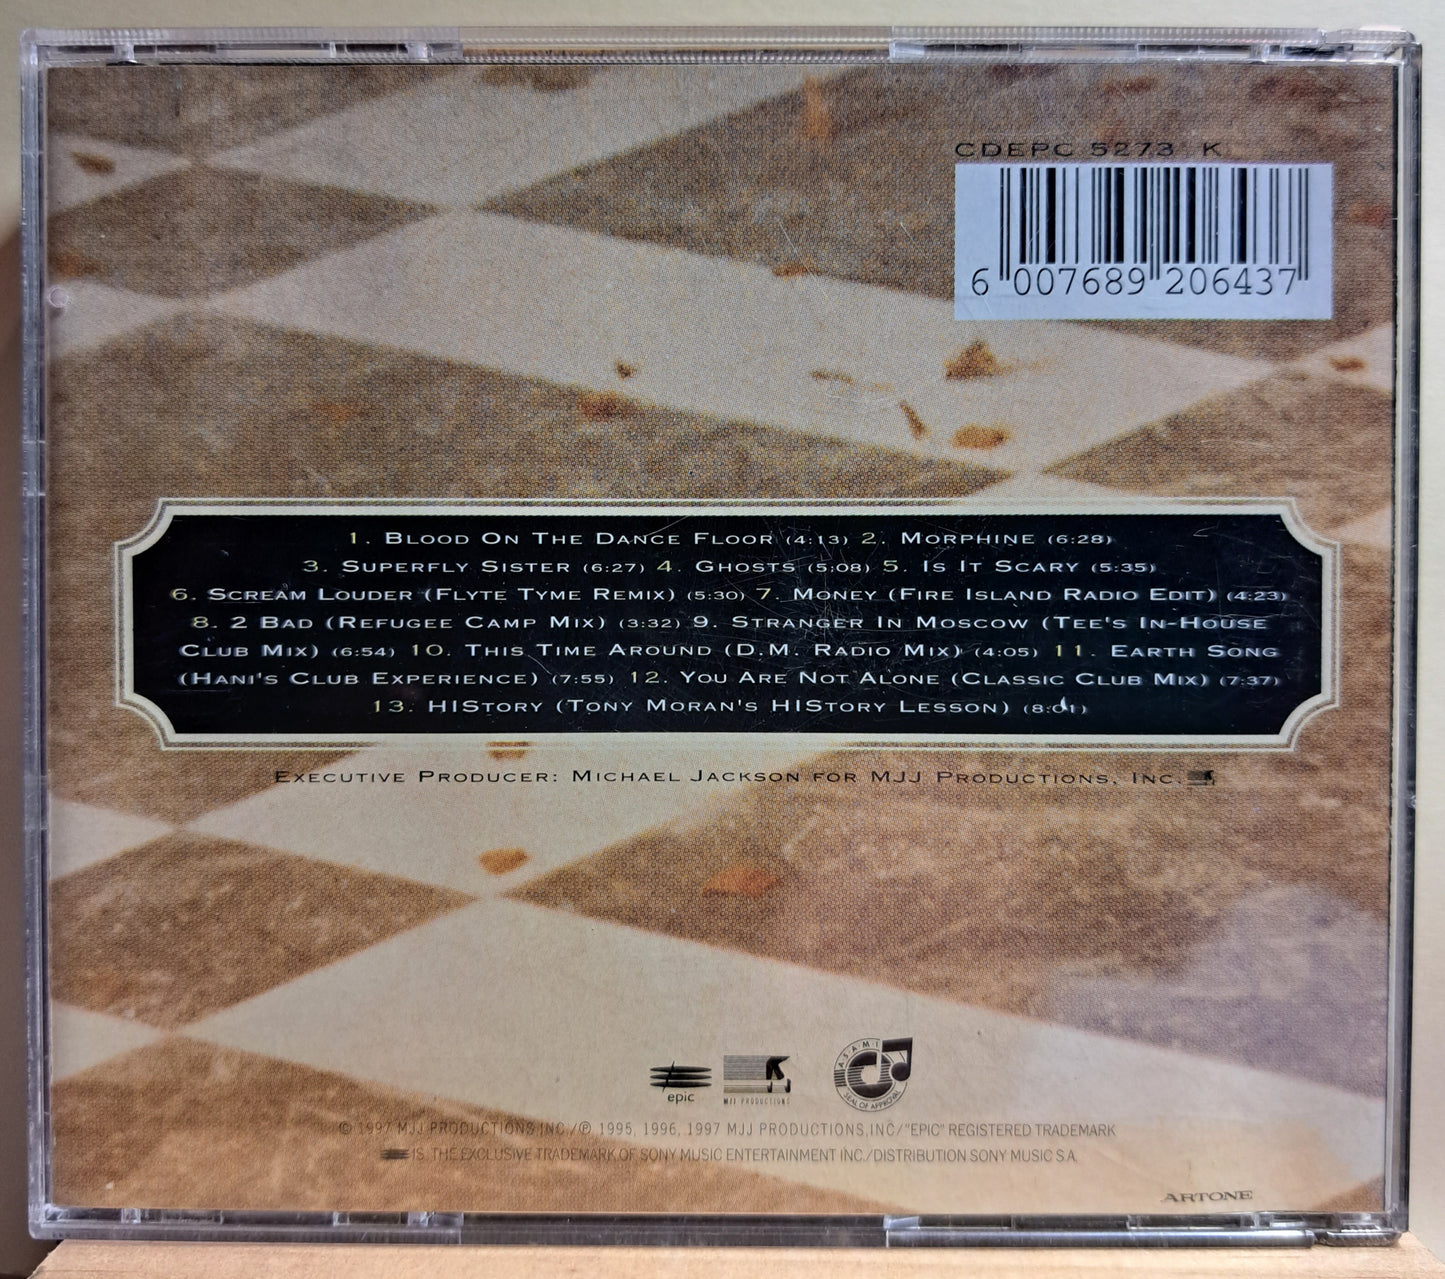 CDEPC 5273 K
6 007689 206437
1. BLOOD ON THE DANCE FLOOR (4:13) 2. MORPHINE (6:28)
3. SUPERFLY SISTER (6:27) 4. GHOSTS (5:08) 5. IS IT SCARY (5:35)
6. SCREAM LOUDER (FLYTE TYME REMIX) (5:30) 7. MONEY (FIRE ISLAND RADIO EDIT) (4:23)
8. 2 BAD (REFUGEE CAMP MIX) (3:32) 9. STRANGER IN MOSCOW (TEE'S IN-HOUSE
CLUB MIX) (6:54) 10. THIS TIME AROUND (D.M. RADIO MIX) (4:05) 11. EARTH SONG
(HANI'S CLUB EXPERIENCE) (7:55) 12. YOU ARE NOT ALONE (CLASSIC CLUB MIX) (7:37)
13. HISTORY (TONY MORAN'S HISTORY LESSON) (8:01)
EXECUTIVE PRODUCER: MICHAEL JACKSON FOR MJJ PRODUCTIONS, INC.
epic
MJJ PRODUCTIONS
A·S·A·M·I
SEAL OF APPROVAL
© 1997 MJJ PRODUCTIONS INC./℗ 1995, 1996, 1997 MJJ PRODUCTIONS,INC/"EPIC" REGISTERED TRADEMARK
IS. THE EXCLUSIVE TRADEMARK OF SONY MUSIC ENTERTAINMENT INC./DISTRIBUTION SONY MUSIC S.A.
ARTONE